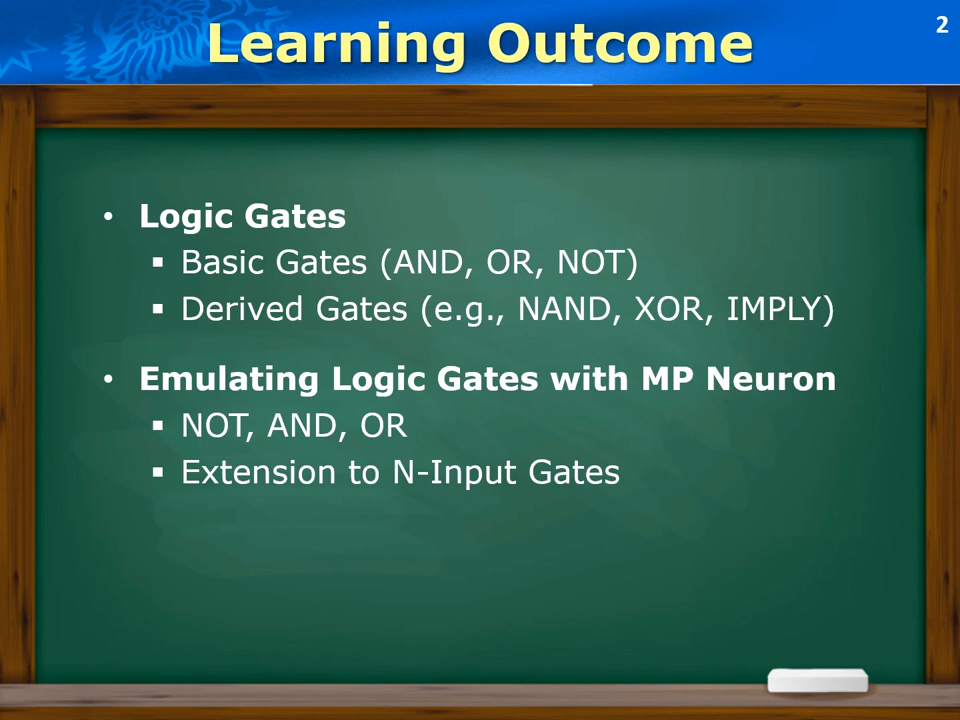 Learning Outcome
2
• Logic Gates
▪ Basic Gates (AND, OR, NOT)
▪ Derived Gates (e.g., NAND, XOR, IMPLY)
• Emulating Logic Gates with MP Neuron
▪ NOT, AND, OR
▪ Extension to N-Input Gates